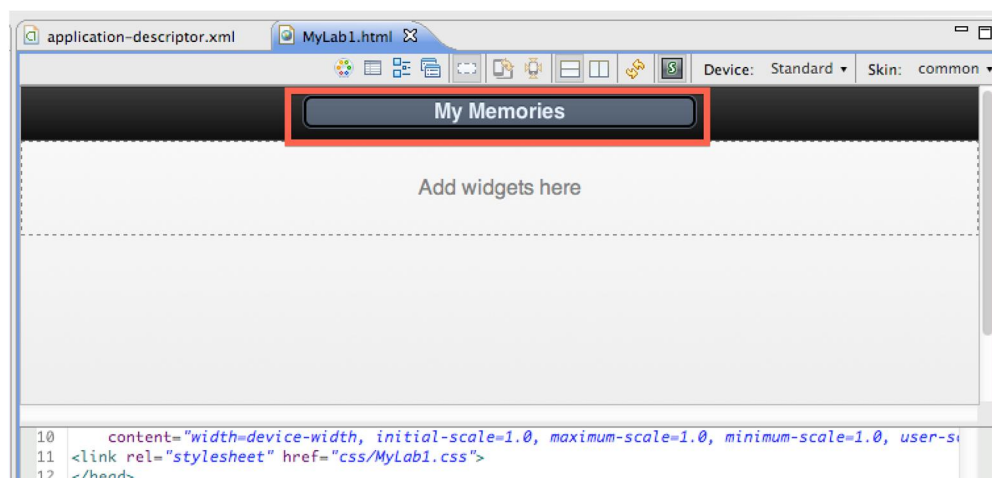 application-descriptor.xml MyLab1.html
Device: Standard Skin: common
My Memories
Add widgets here
10 content="width=device-width, initial-scale=1.0, maximum-scale=1.0, minimum-scale=1.0,
11 <link rel="stylesheet" href="css/MyLab1.css">
12 </head>